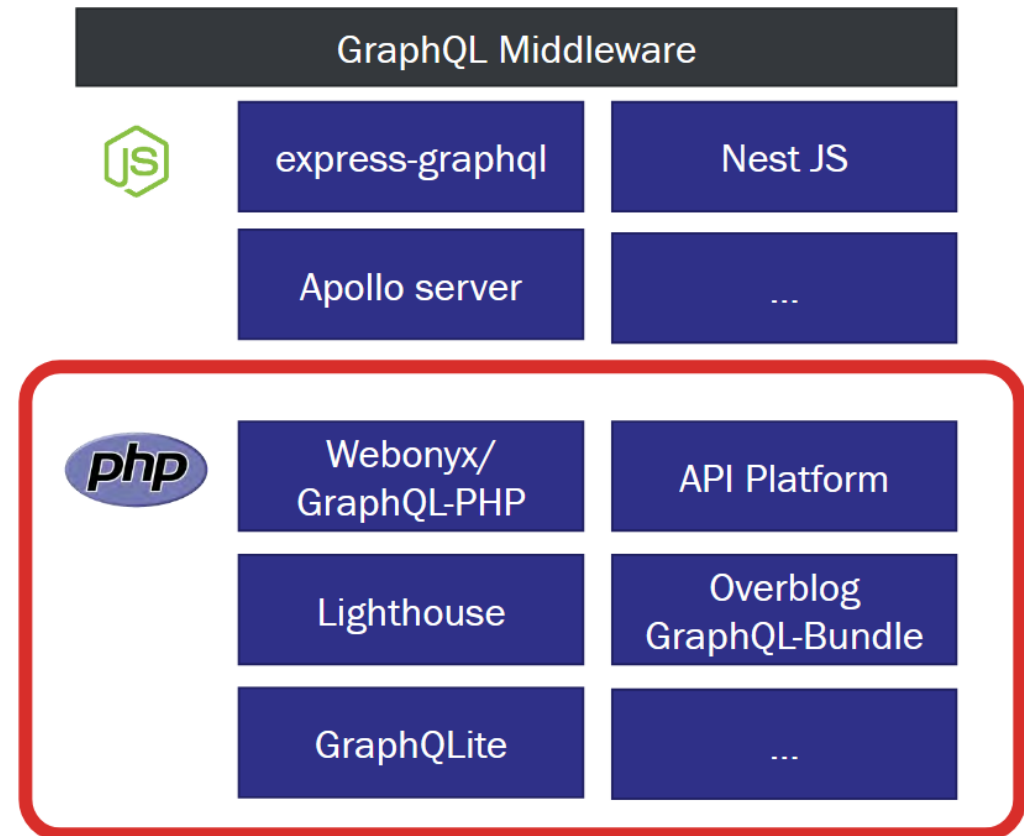 GraphQL Middleware
JS
express-graphql
Nest JS
Apollo server
...
php
Webonyx/
GraphQL-PHP
API Platform
Lighthouse
Overblog
GraphQL-Bundle
GraphQLite
...